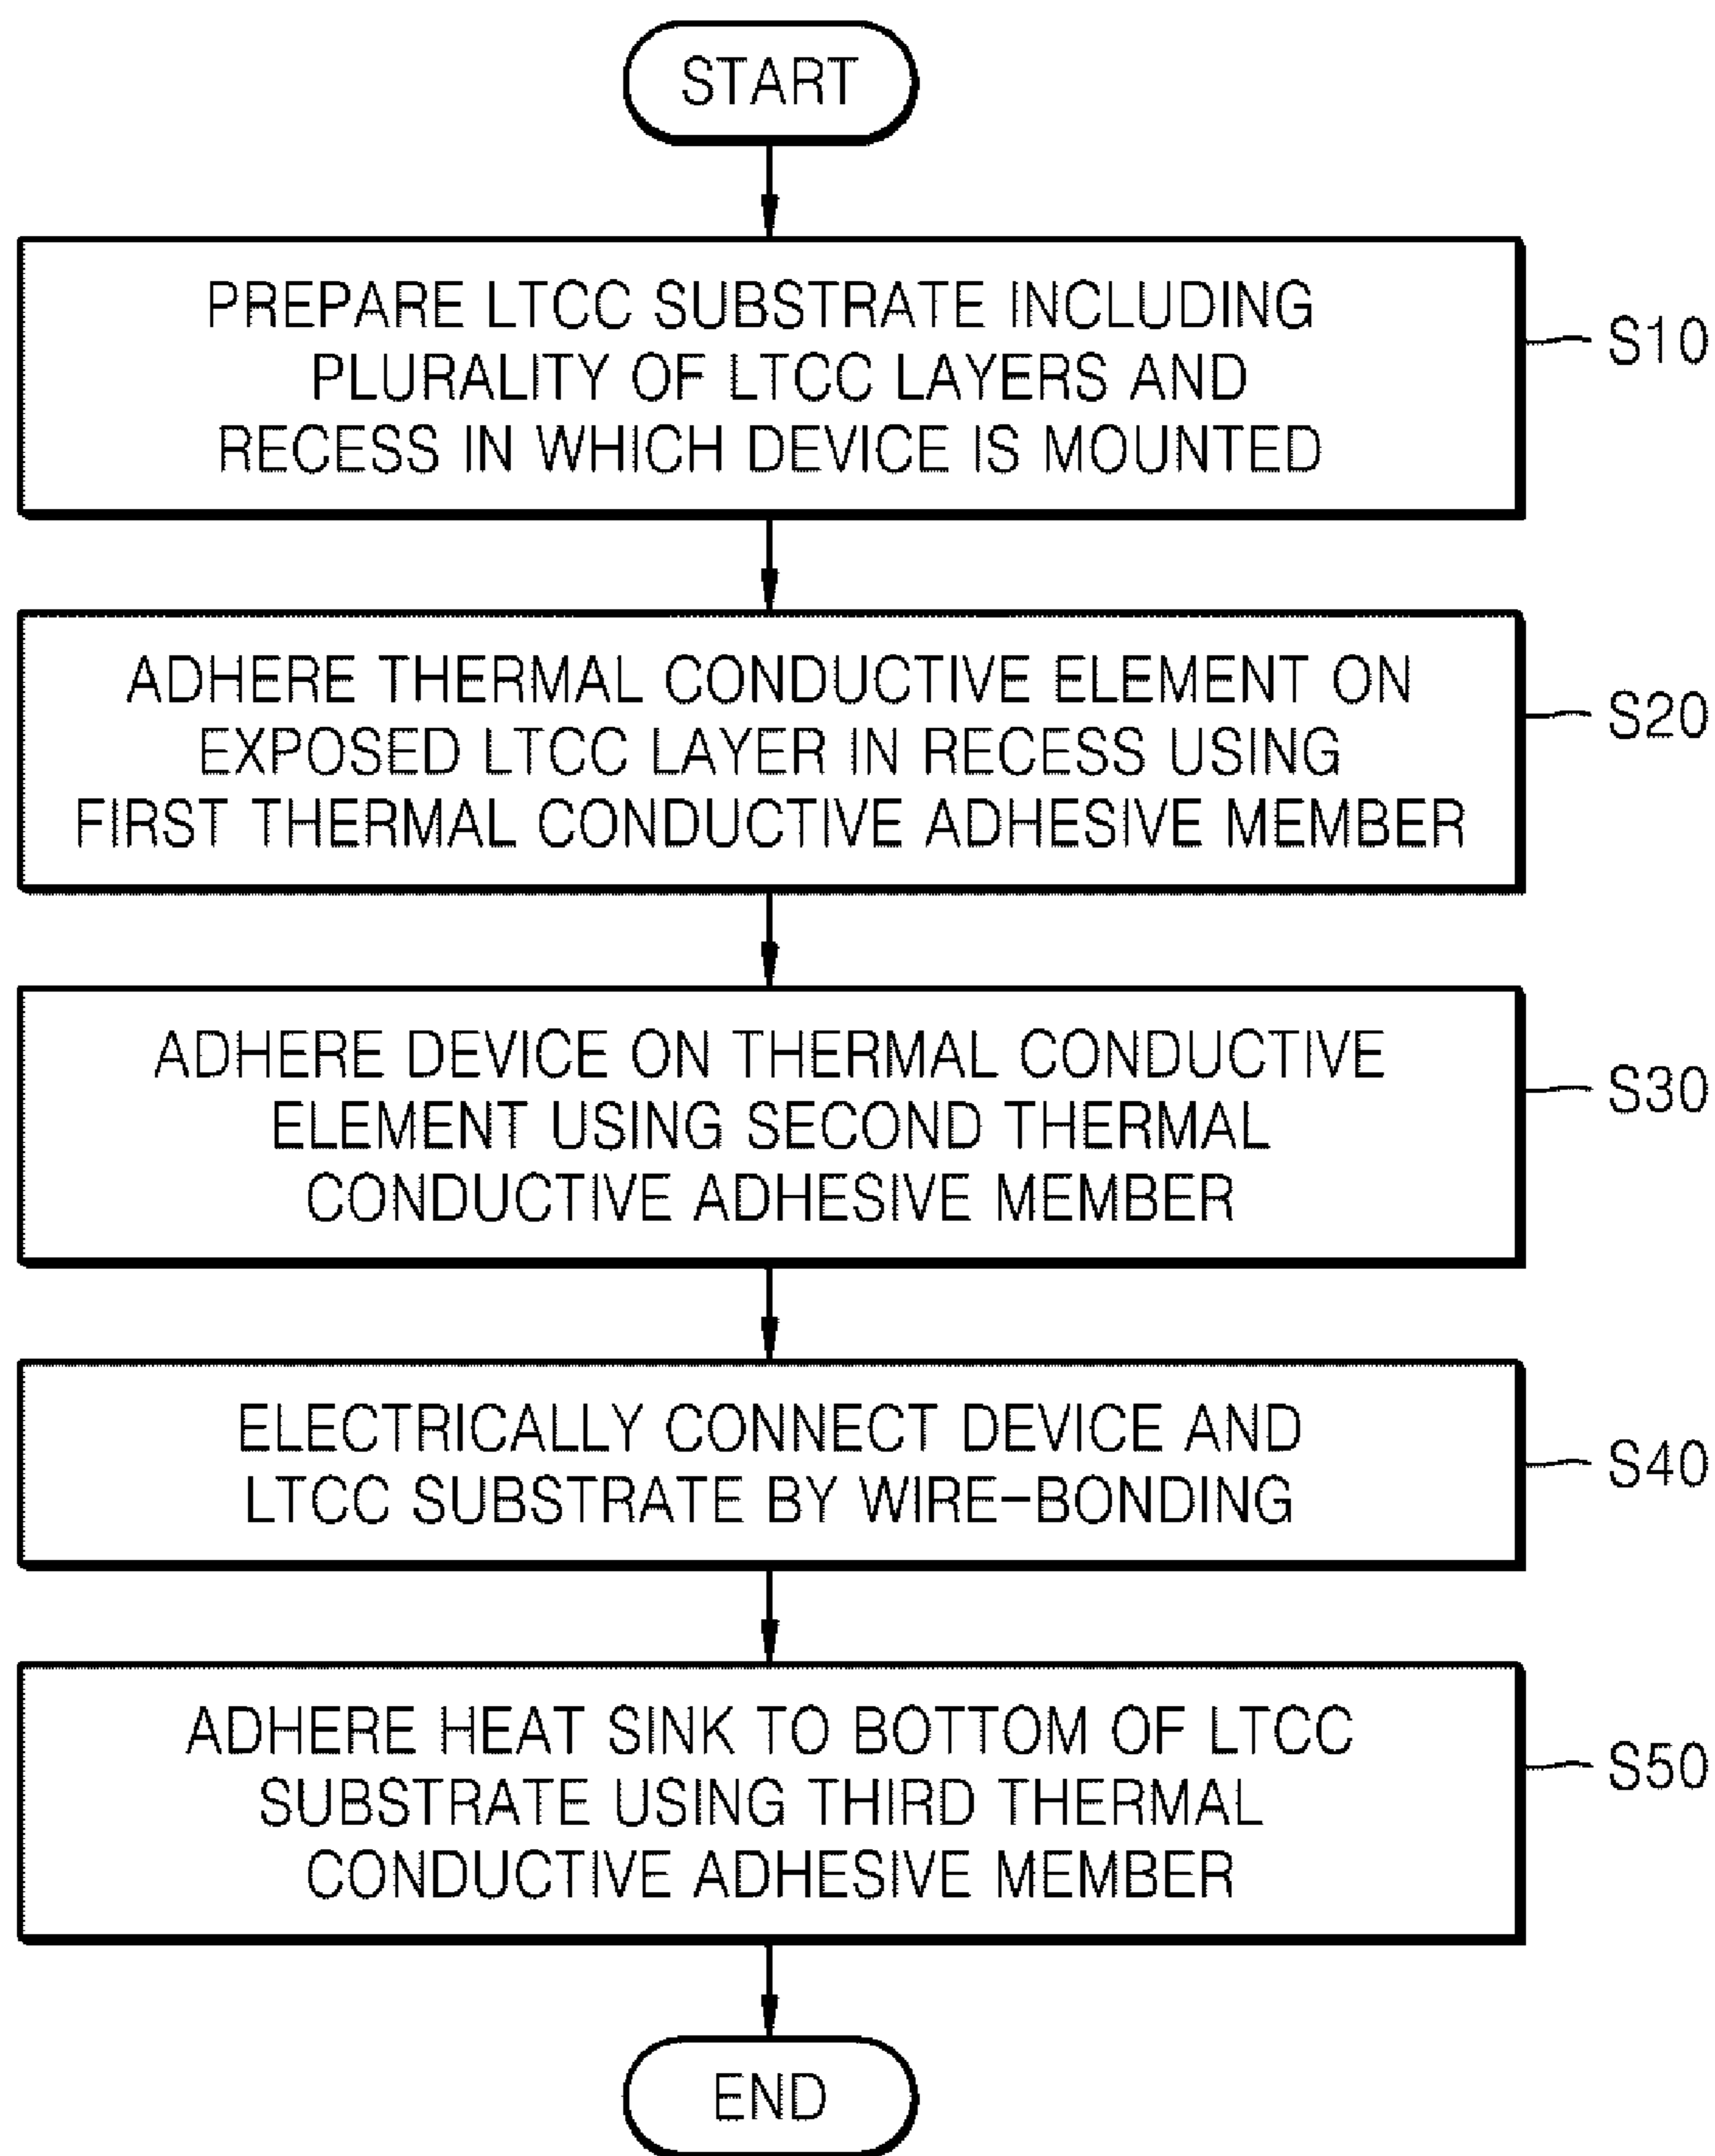 START
PREPARE LTCC SUBSTRATE INCLUDING
PLURALITY OF LTCC LAYERS AND
RECESS IN WHICH DEVICE IS MOUNTED
S10
ADHERE THERMAL CONDUCTIVE ELEMENT ON
EXPOSED LTCC LAYER IN RECESS USING
FIRST THERMAL CONDUCTIVE ADHESIVE MEMBER
S20
ADHERE DEVICE ON THERMAL CONDUCTIVE
ELEMENT USING SECOND THERMAL
CONDUCTIVE ADHESIVE MEMBER
S30
ELECTRICALLY CONNECT DEVICE AND
LTCC SUBSTRATE BY WIRE-BONDING
S40
ADHERE HEAT SINK TO BOTTOM OF LTCC
SUBSTRATE USING THIRD THERMAL
CONDUCTIVE ADHESIVE MEMBER
S50
END